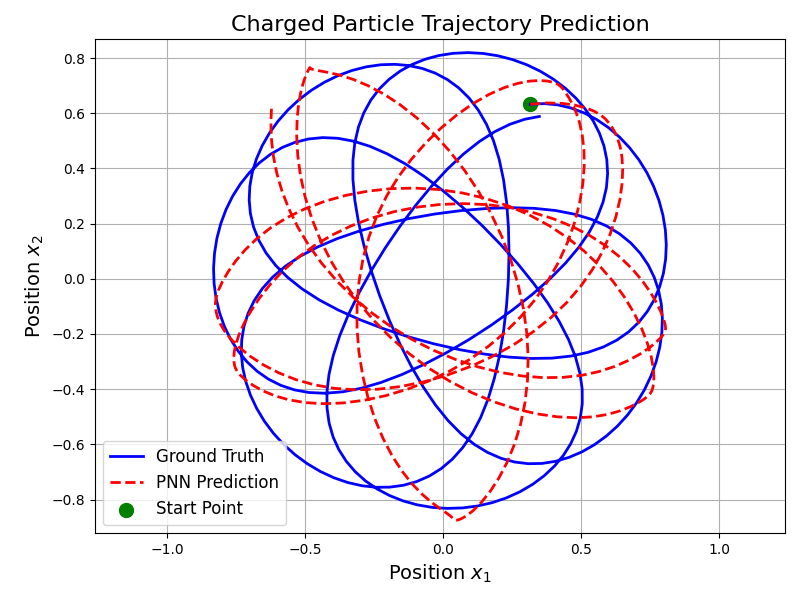 Charged Particle Trajectory Prediction
Position x₂
0.8
0.6
0.4
0.2
0.0
−0.2
−0.4
−0.6
−0.8
Ground Truth
PNN Prediction
Start Point
−1.0
−0.5
0.0
0.5
1.0
Position x₁